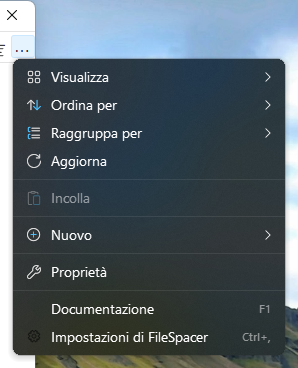 Visualizza
Ordina per
Raggruppa per
Aggiorna
Incolla
Nuovo
Proprietà
Documentazione F1
Impostazioni di FileSpacer Ctrl+,